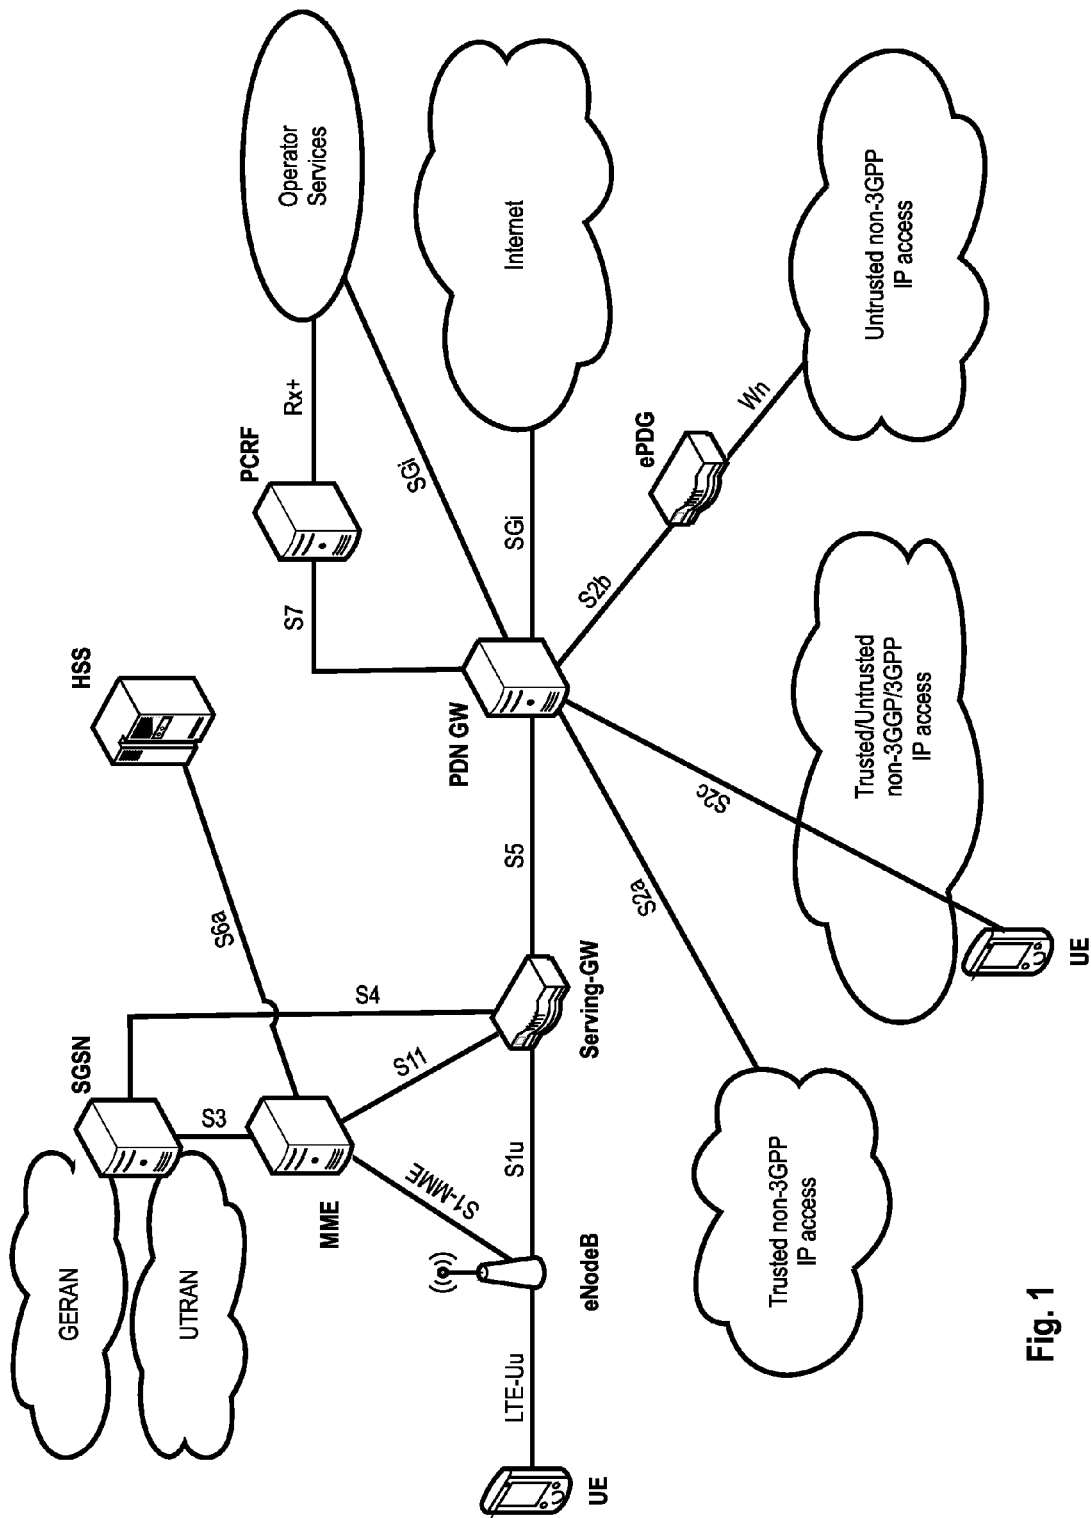 GERAN
UTRAN
SGSN
HSS
S3
S6a
S4
MME
S11
S1-MME
S7
PCRF
Rx+
Operator
Services
SGi
LTE-Uu
UE
eNodeB
S1u
Serving-GW
S5
PDN GW
SGi
Internet
S2a
S2c
S2b
ePDG
Wn
Trusted non-3GPP
IP access
Trusted/Untrusted
non-3GGP/3GPP
IP access
UE
Untrusted non-3GPP
IP access
Fig. 1